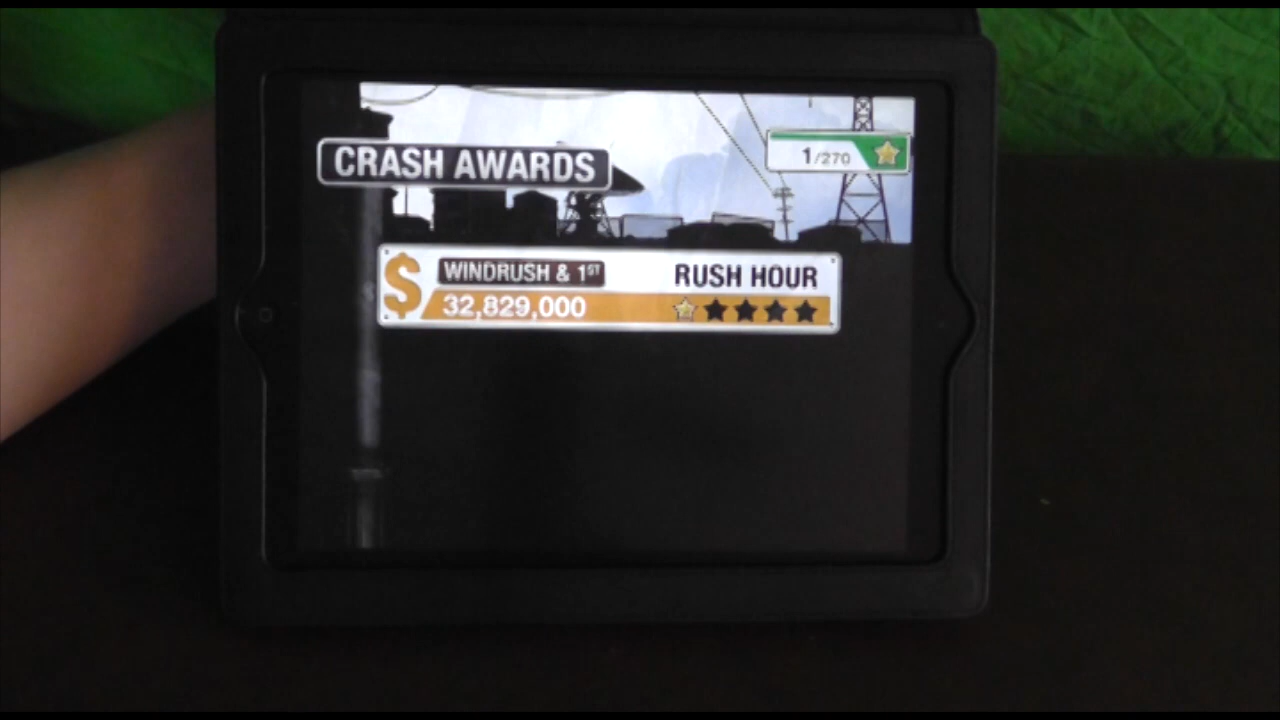 CRASH AWARDS
1/270
$
WINDRUSH & 1ST
RUSH HOUR
32,829,000